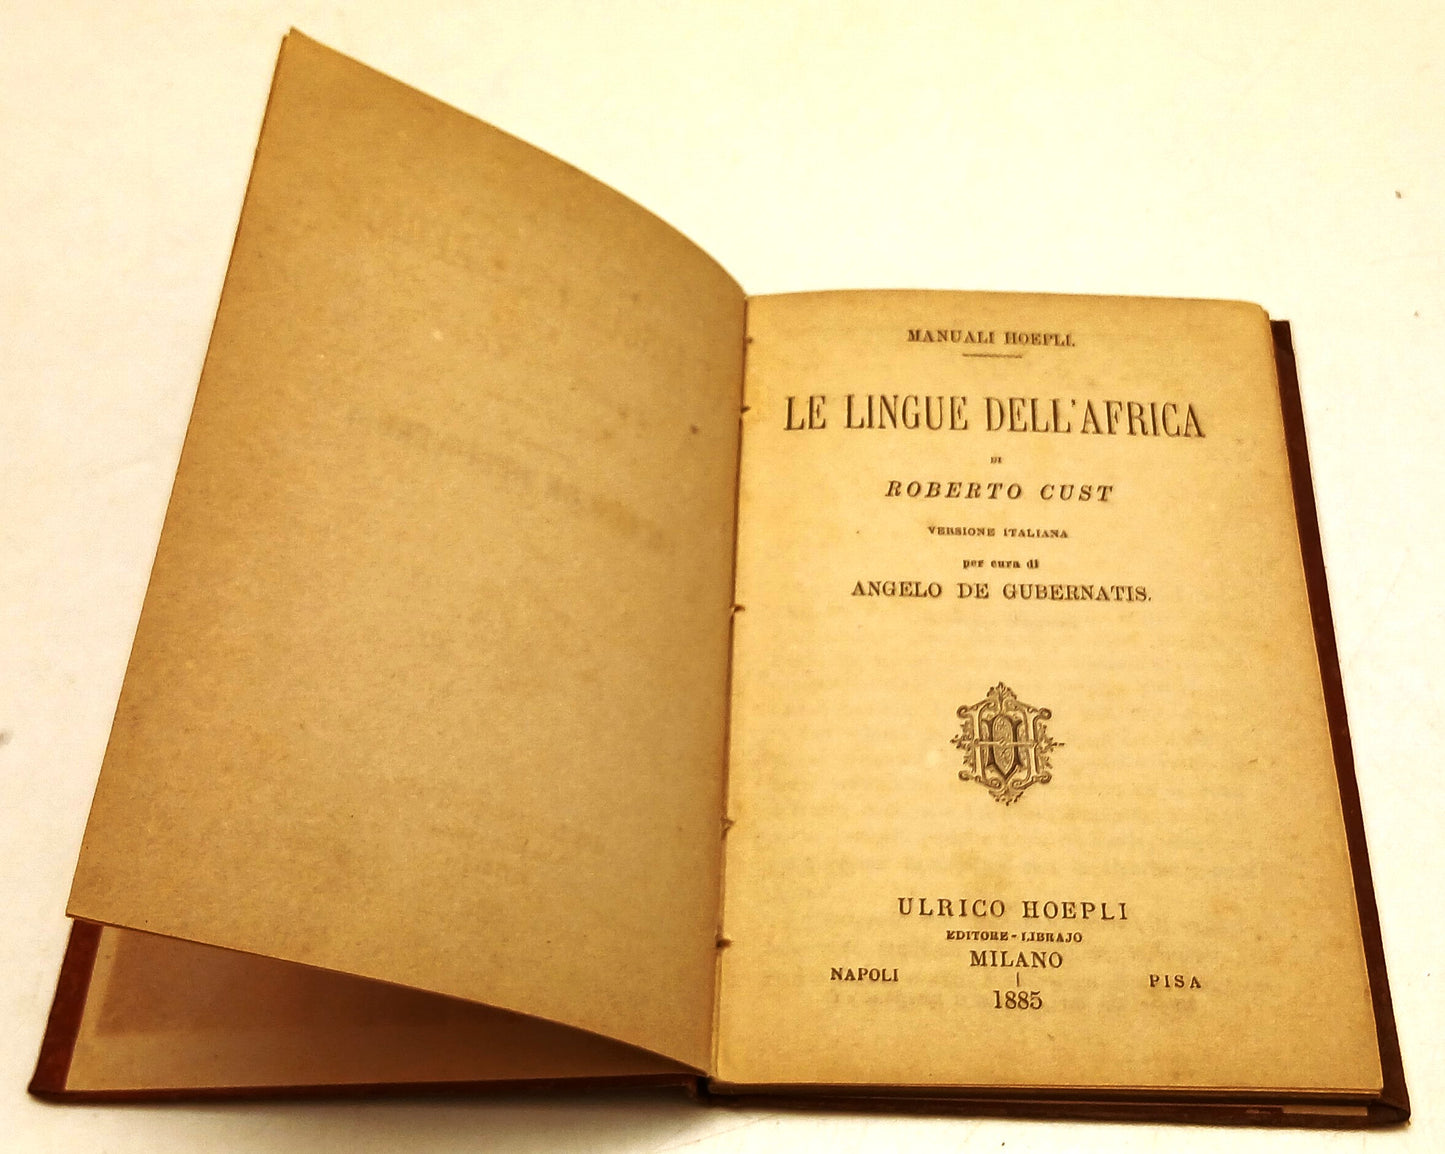 MANUALI HOEPLI.
LE LINGUE DELL'AFRICA
DI
ROBERTO CUST
VERSIONE ITALIANA
per cura di
ANGELO DE GUBERNATIS.
ULRICO HOEPLI
EDITORE-LIBRAJO
MILANO
NAPOLI PISA
1885